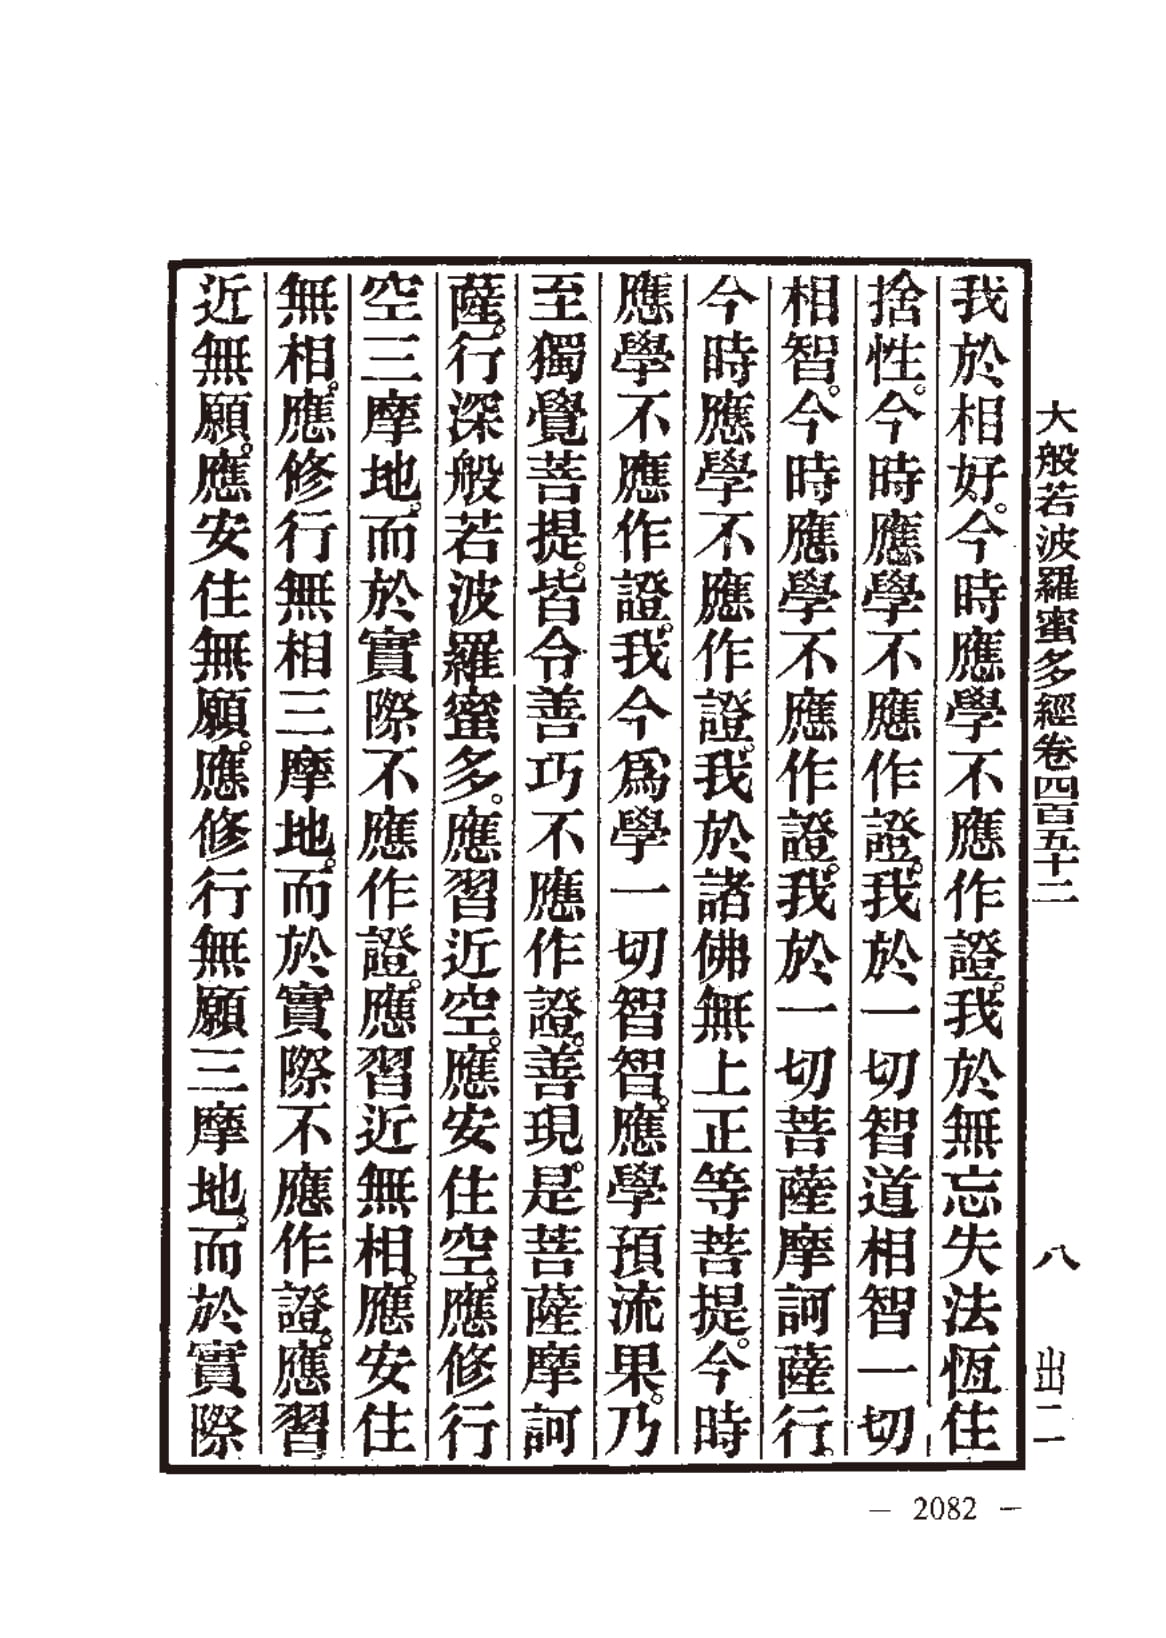 大般若波羅蜜多經卷四百五十二 八 出二
我於相好。今時應學不應作證。我於無忘失法恆住
捨性。今時應學不應作證。我於一切智道相智一切
相智。今時應學不應作證。我於一切菩薩摩訶薩行。
今時應學不應作證。我於諸佛無上正等菩提。今時
應學不應作證。我今為學一切智智。應學預流果。乃
至獨覺菩提。皆令善巧不應作證。善現。是菩薩摩訶
薩。行深般若波羅蜜多。應習近空。應安住空。應修行
空三摩地。而於實際不應作證。應習近無相。應安住
無相。應修行無相三摩地。而於實際不應作證。應習
近無願。應安住無願。應修行無願三摩地。而於實際
— 2082 —